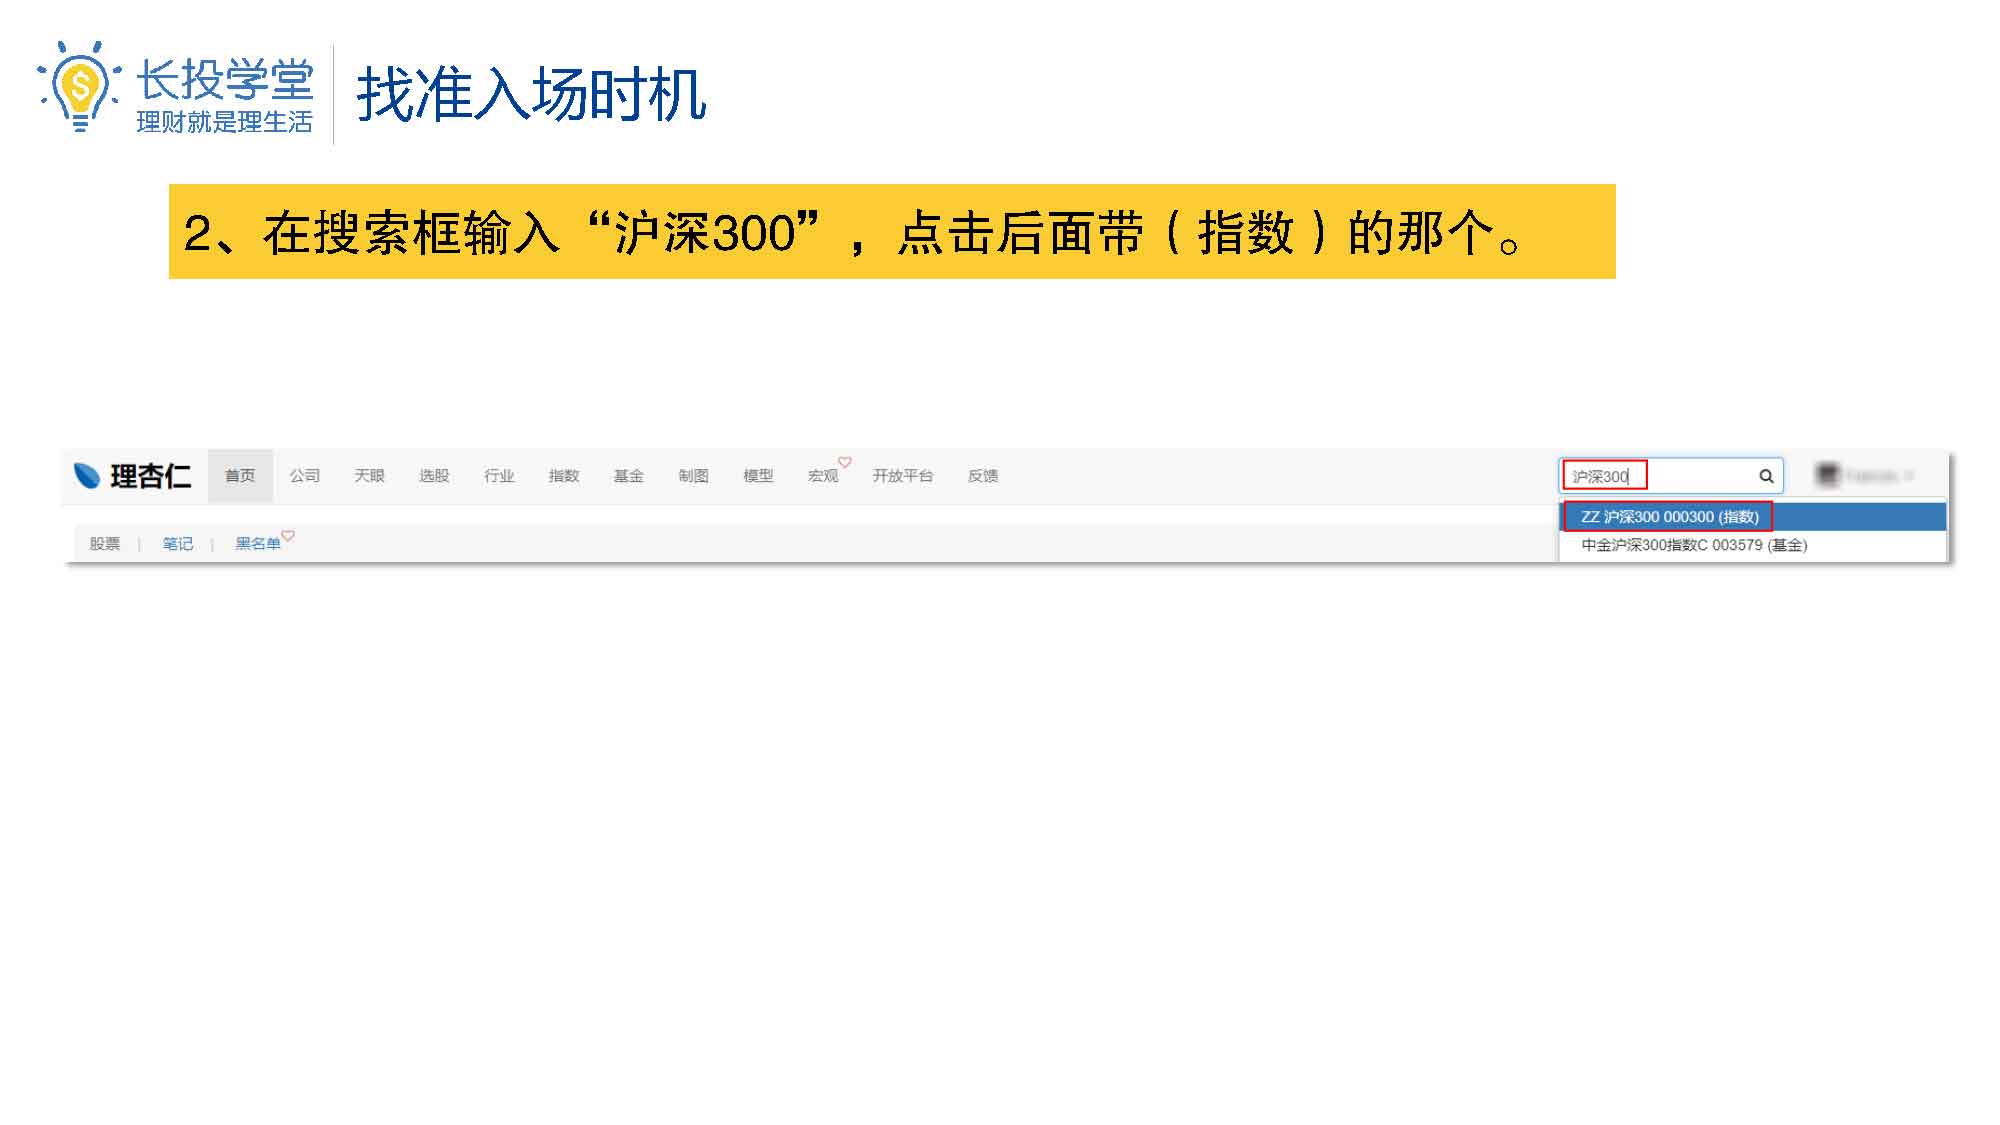 长投学堂
理财就是理生活
找准入场时机
2、在搜索框输入“沪深300”，点击后面带（指数）的那个。
理杏仁 首页 公司 天眼 选股 行业 指数 基金 制图 模型 宏观 开放平台 反馈 沪深300
ZZ 沪深300 000300 (指数)
股票 | 笔记 | 黑名单 中金沪深300指数C 003579 (基金)